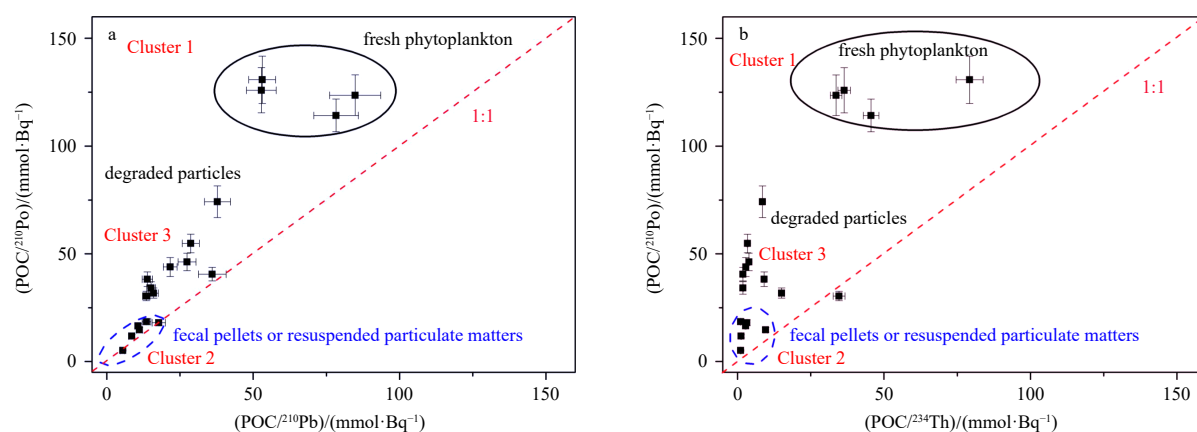 a
Cluster 1
fresh phytoplankton
1:1
degraded particles
Cluster 3
fecal pellets or resuspended particulate matters
Cluster 2
150
100
50
0
0
50
100
150
(POC/²¹⁰Po)/(mmol·Bq⁻¹)
(POC/²¹⁰Pb)/(mmol·Bq⁻¹)
b
fresh phytoplankton
Cluster 1
1:1
degraded particles
Cluster 3
fecal pellets or resuspended particulate matters
Cluster 2
150
100
50
0
0
50
100
150
(POC/²¹⁰Po)/(mmol·Bq⁻¹)
(POC/²³⁴Th)/(mmol·Bq⁻¹)